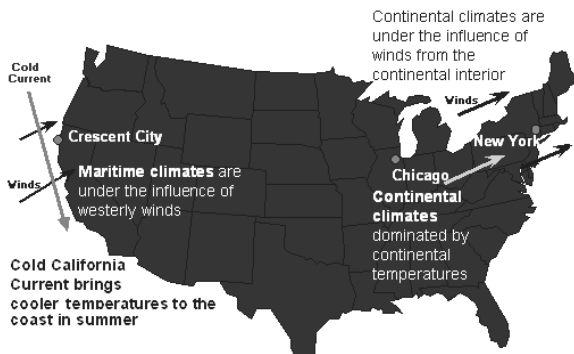 Continental climates are
under the influence of
winds from the
continental interior
Cold
Current
Winds
Crescent City
New York
Maritime climates are
under the influence of
westerly winds
Winds
Chicago
Continental
climates
dominated by
continental
temperatures
Cold California
Current brings
cooler temperatures to the
coast in summer